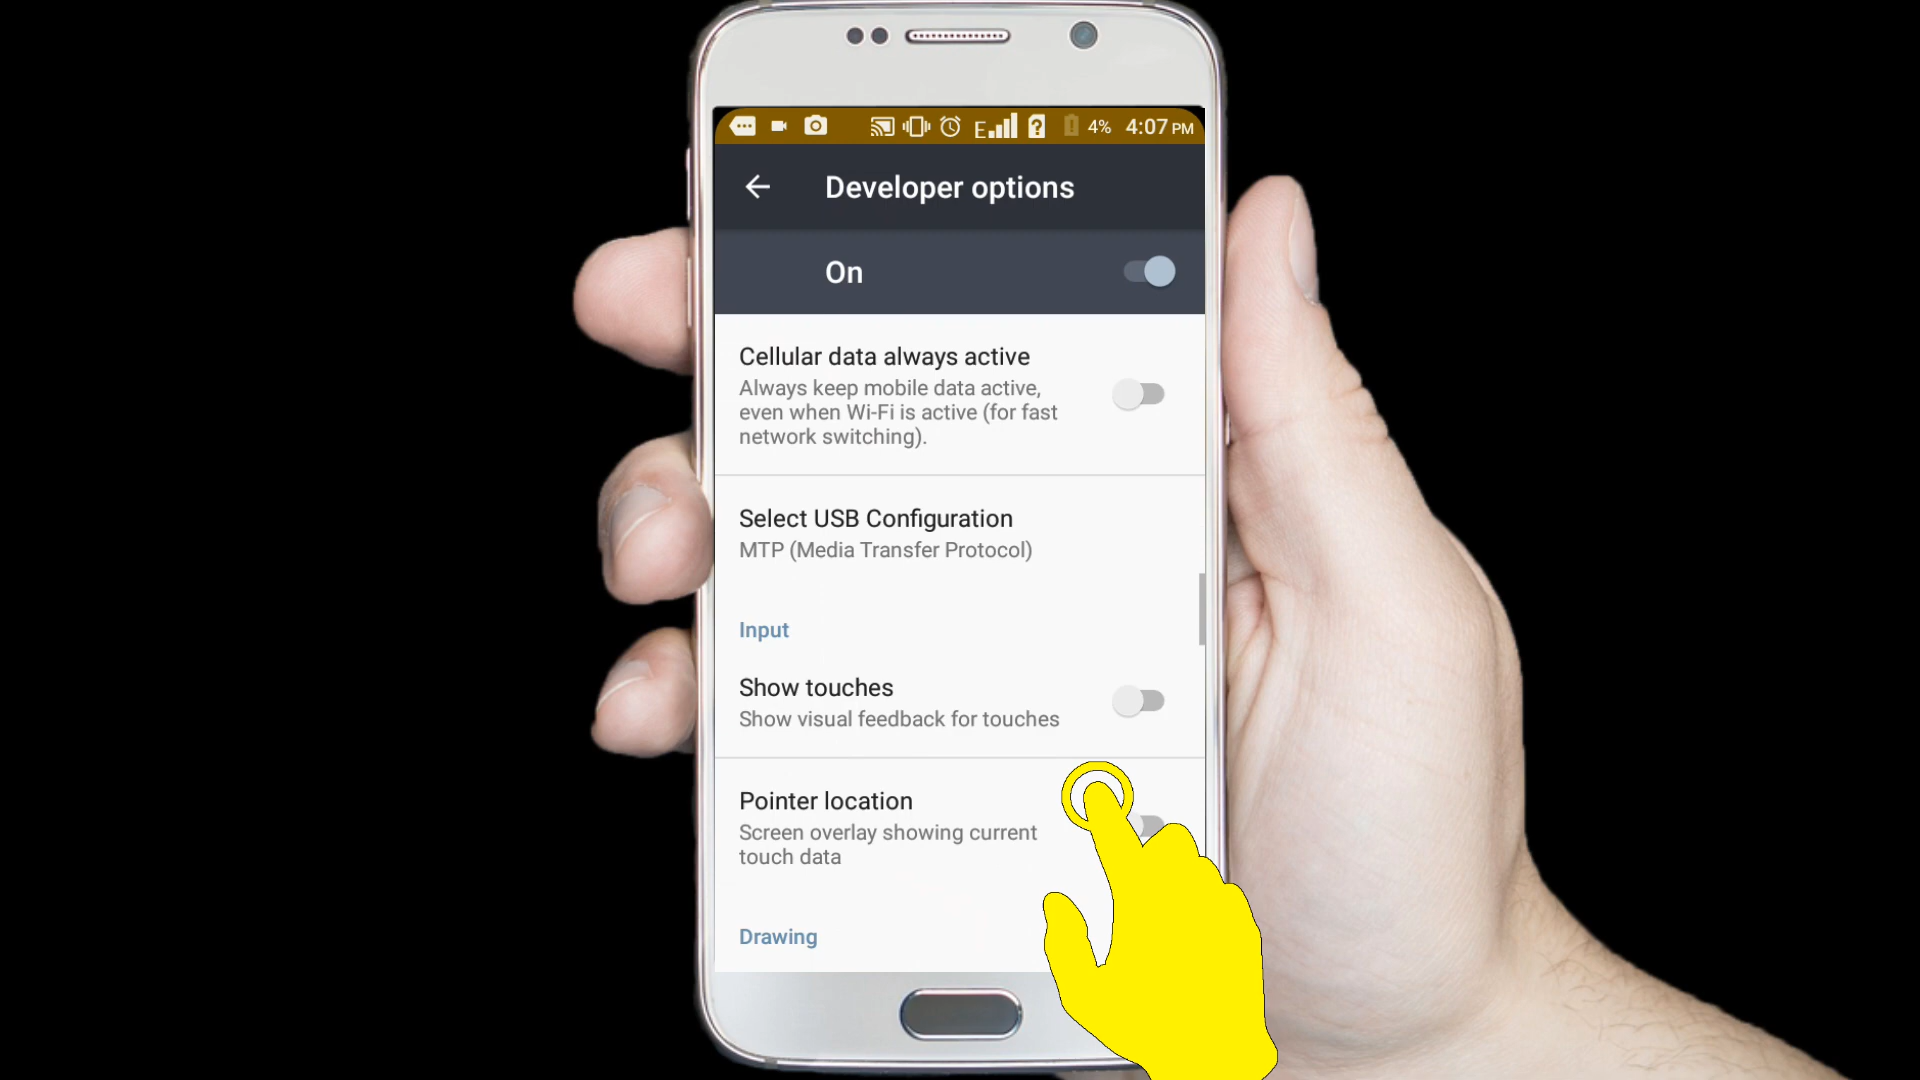 E 4% 4:07 PM
Developer options
On
Cellular data always active
Always keep mobile data active,
even when Wi-Fi is active (for fast
network switching).
Select USB Configuration
MTP (Media Transfer Protocol)
Input
Show touches
Show visual feedback for touches
Pointer location
Screen overlay showing current
touch data
Drawing